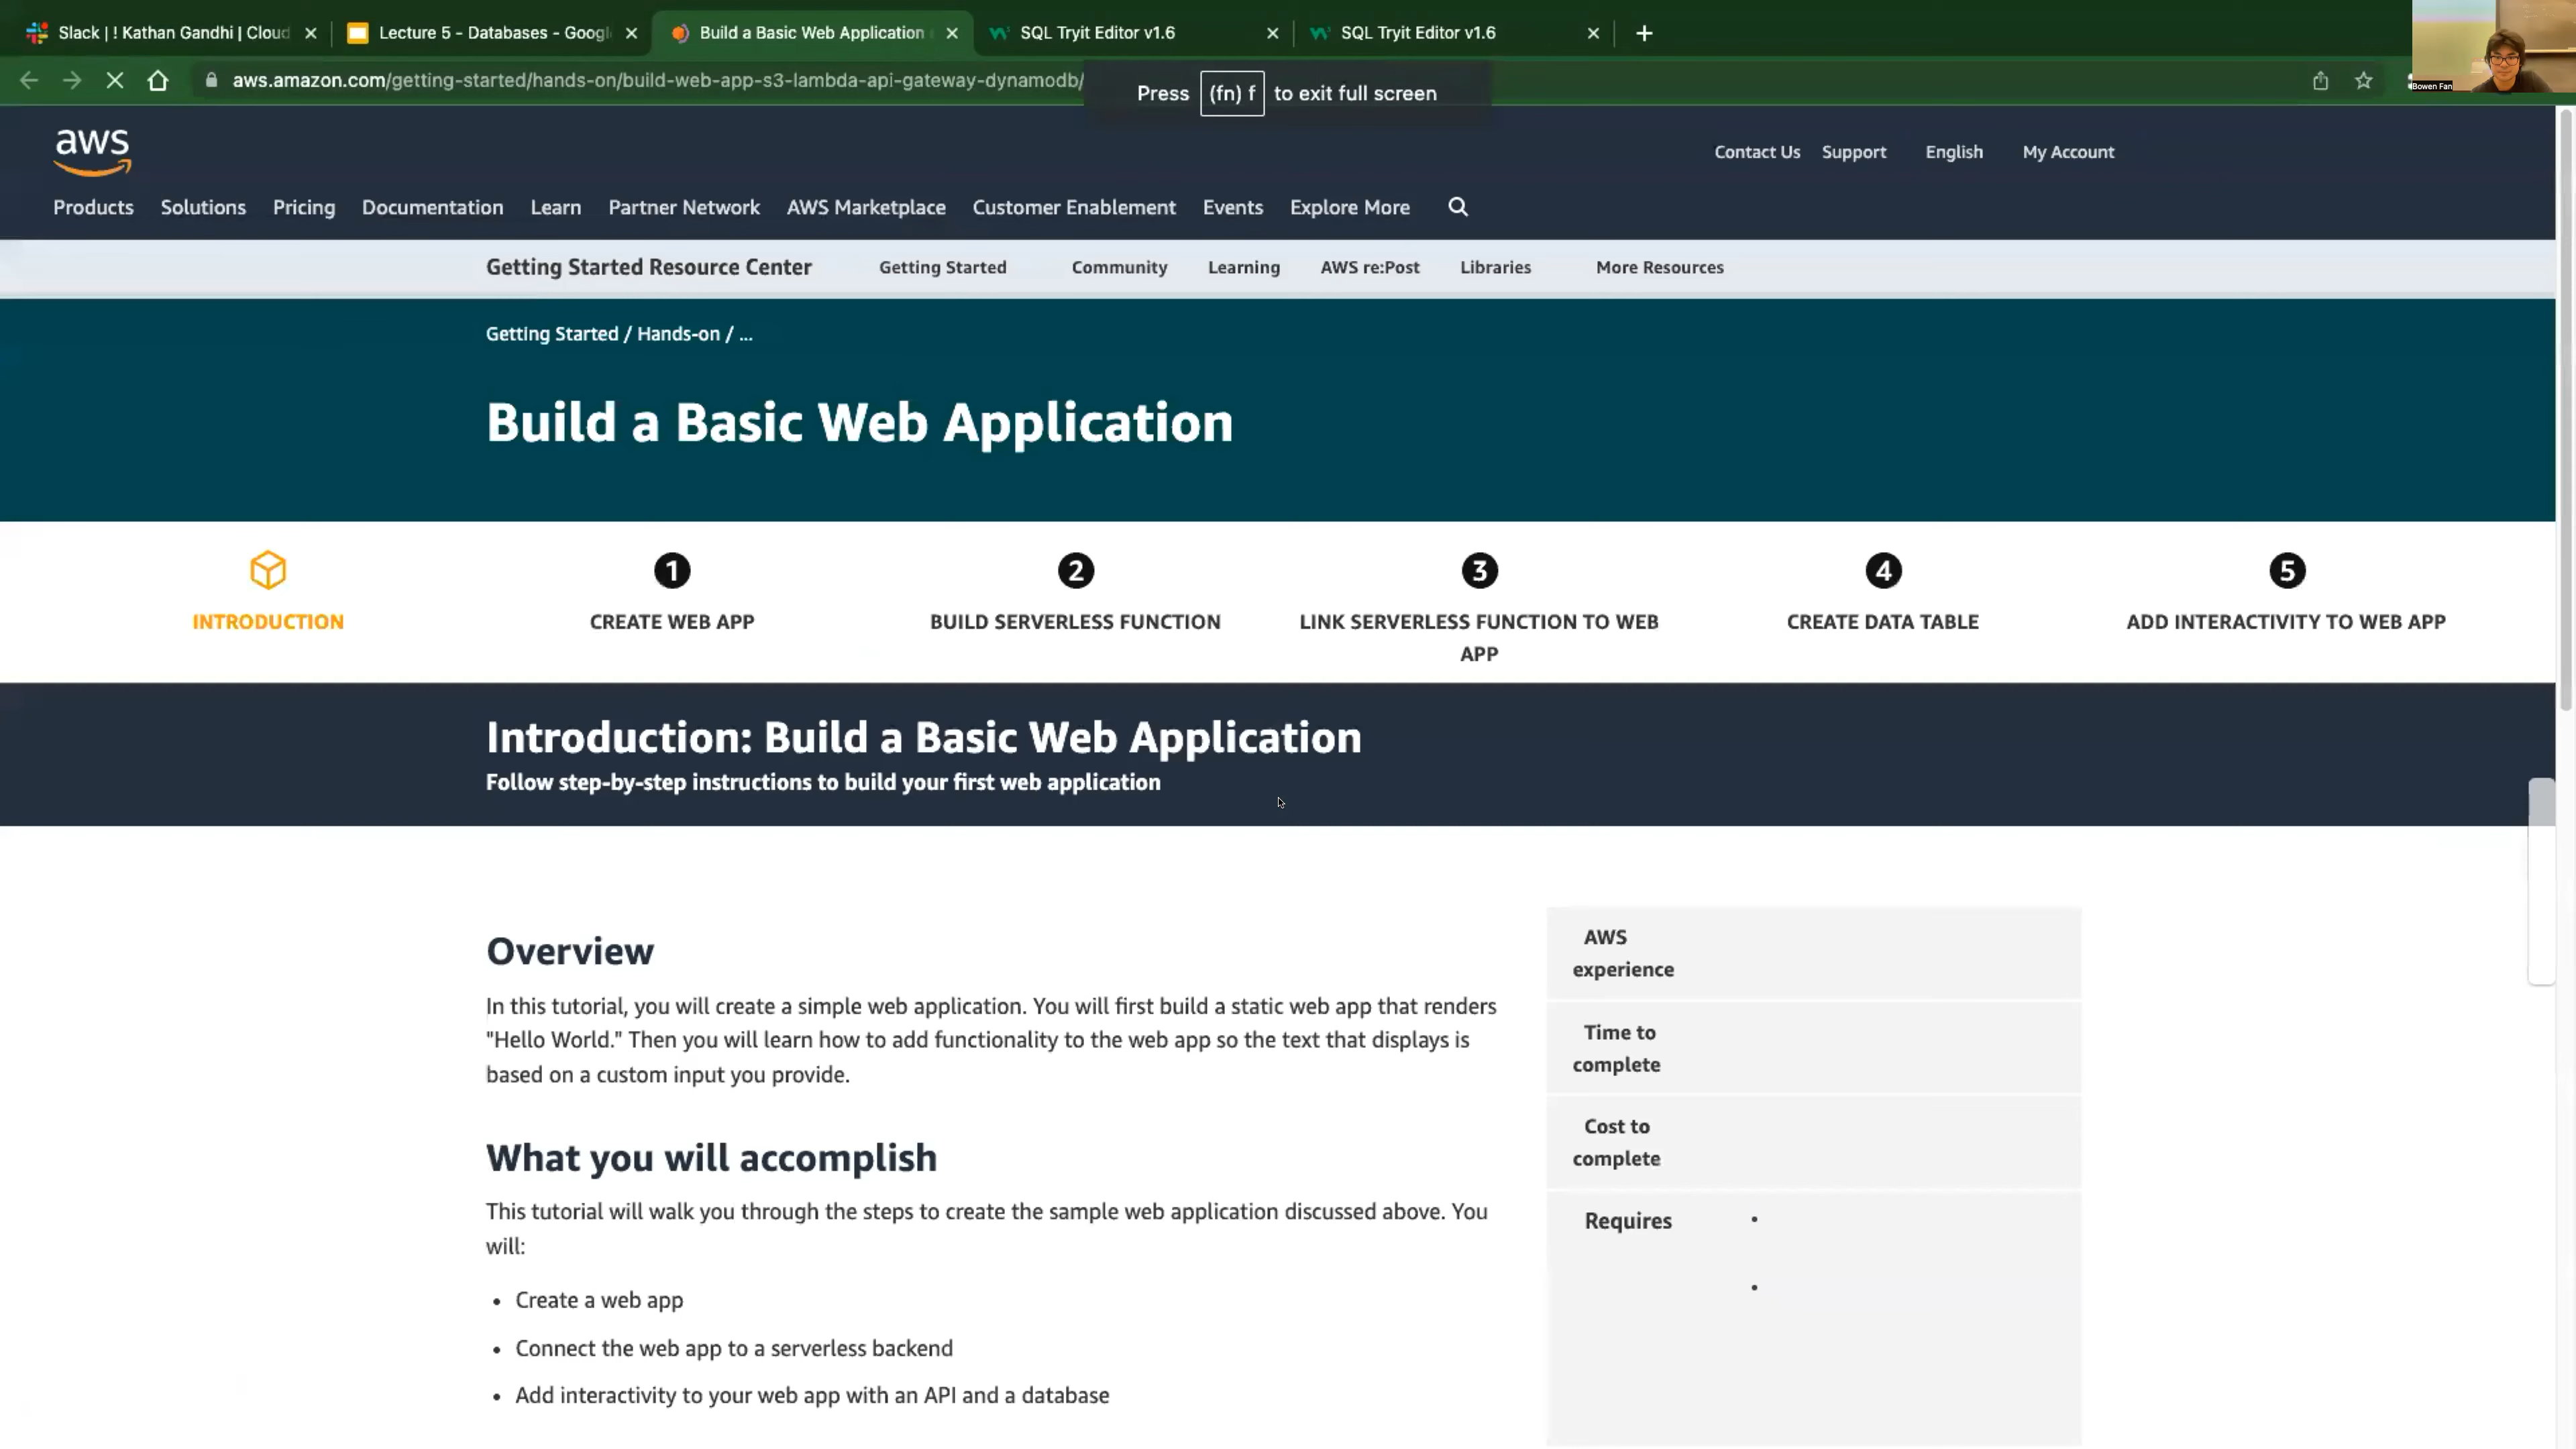 Slack | ! Kathan Gandhi | Cloud
Lecture 5 - Databases - Googl
Build a Basic Web Application
SQL Tryit Editor v1.6
SQL Tryit Editor v1.6
aws.amazon.com/getting-started/hands-on/build-web-app-s3-lambda-api-gateway-dynamodb/
Press (fn) f to exit full screen
Bowen Fan
aws
Contact Us Support English My Account
Products Solutions Pricing Documentation Learn Partner Network AWS Marketplace Customer Enablement Events Explore More
Getting Started Resource Center Getting Started Community Learning AWS re:Post Libraries More Resources
Getting Started / Hands-on / ...
Build a Basic Web Application
1 2 3 4 5
INTRODUCTION CREATE WEB APP BUILD SERVERLESS FUNCTION LINK SERVERLESS FUNCTION TO WEB CREATE DATA TABLE ADD INTERACTIVITY TO WEB APP
APP
Introduction: Build a Basic Web Application
Follow step-by-step instructions to build your first web application
Overview
In this tutorial, you will create a simple web application. You will first build a static web app that renders
"Hello World." Then you will learn how to add functionality to the web app so the text that displays is
based on a custom input you provide.
What you will accomplish
This tutorial will walk you through the steps to create the sample web application discussed above. You
will:
• Create a web app
• Connect the web app to a serverless backend
• Add interactivity to your web app with an API and a database
AWS
experience
Time to
complete
Cost to
complete
Requires •
•